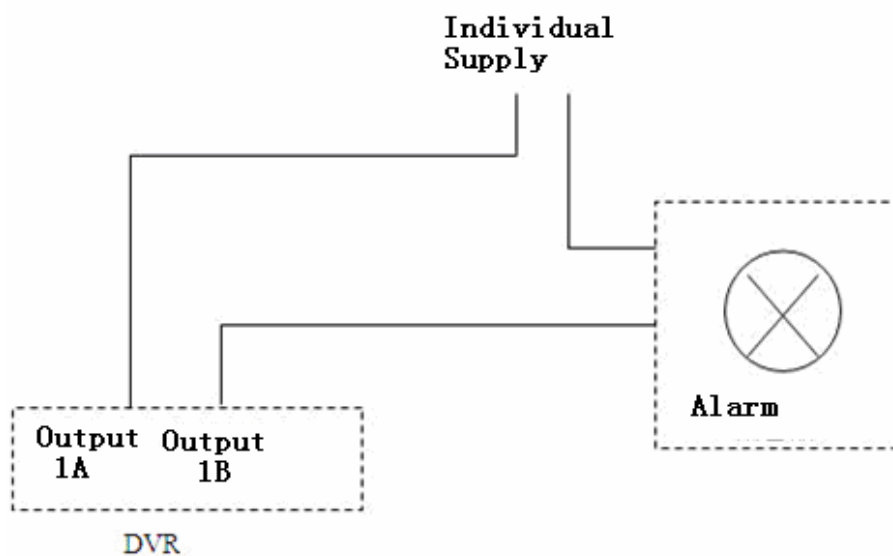 Individual
Supply
Alarm
Output
1A
Output
1B
DVR